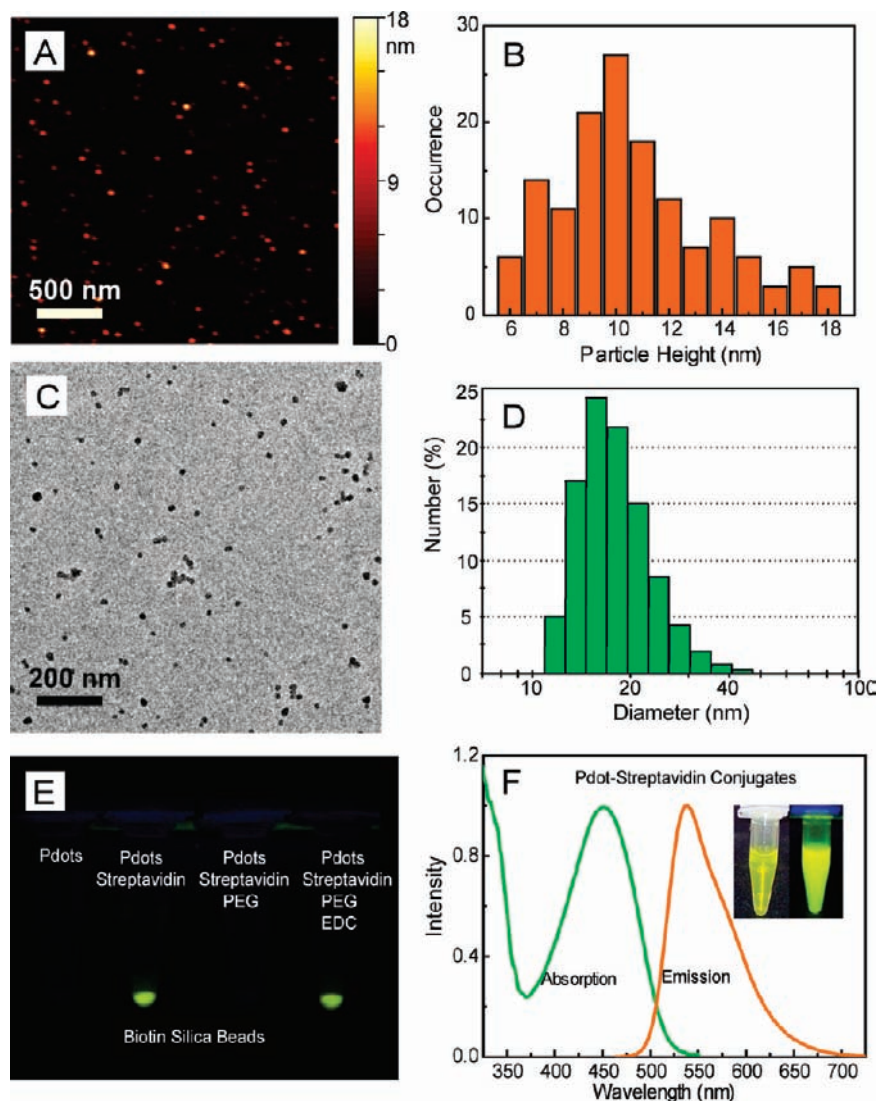 A
18
nm
9
0
500 nm
B
Occurrence
30
20
10
0
6 8 10 12 14 16 18
Particle Height (nm)
C
200 nm
D
Number (%)
25
20
15
10
5
0
10 20 40 100
Diameter (nm)
E
Pdots Pdots Pdots Pdots
Streptavidin Streptavidin Streptavidin
PEG PEG
EDC
Biotin Silica Beads
F
Pdot-Streptavidin Conjugates
Intensity
1.2
0.8
0.4
0.0
Absorption Emission
350 400 450 500 550 600 650 700
Wavelength (nm)